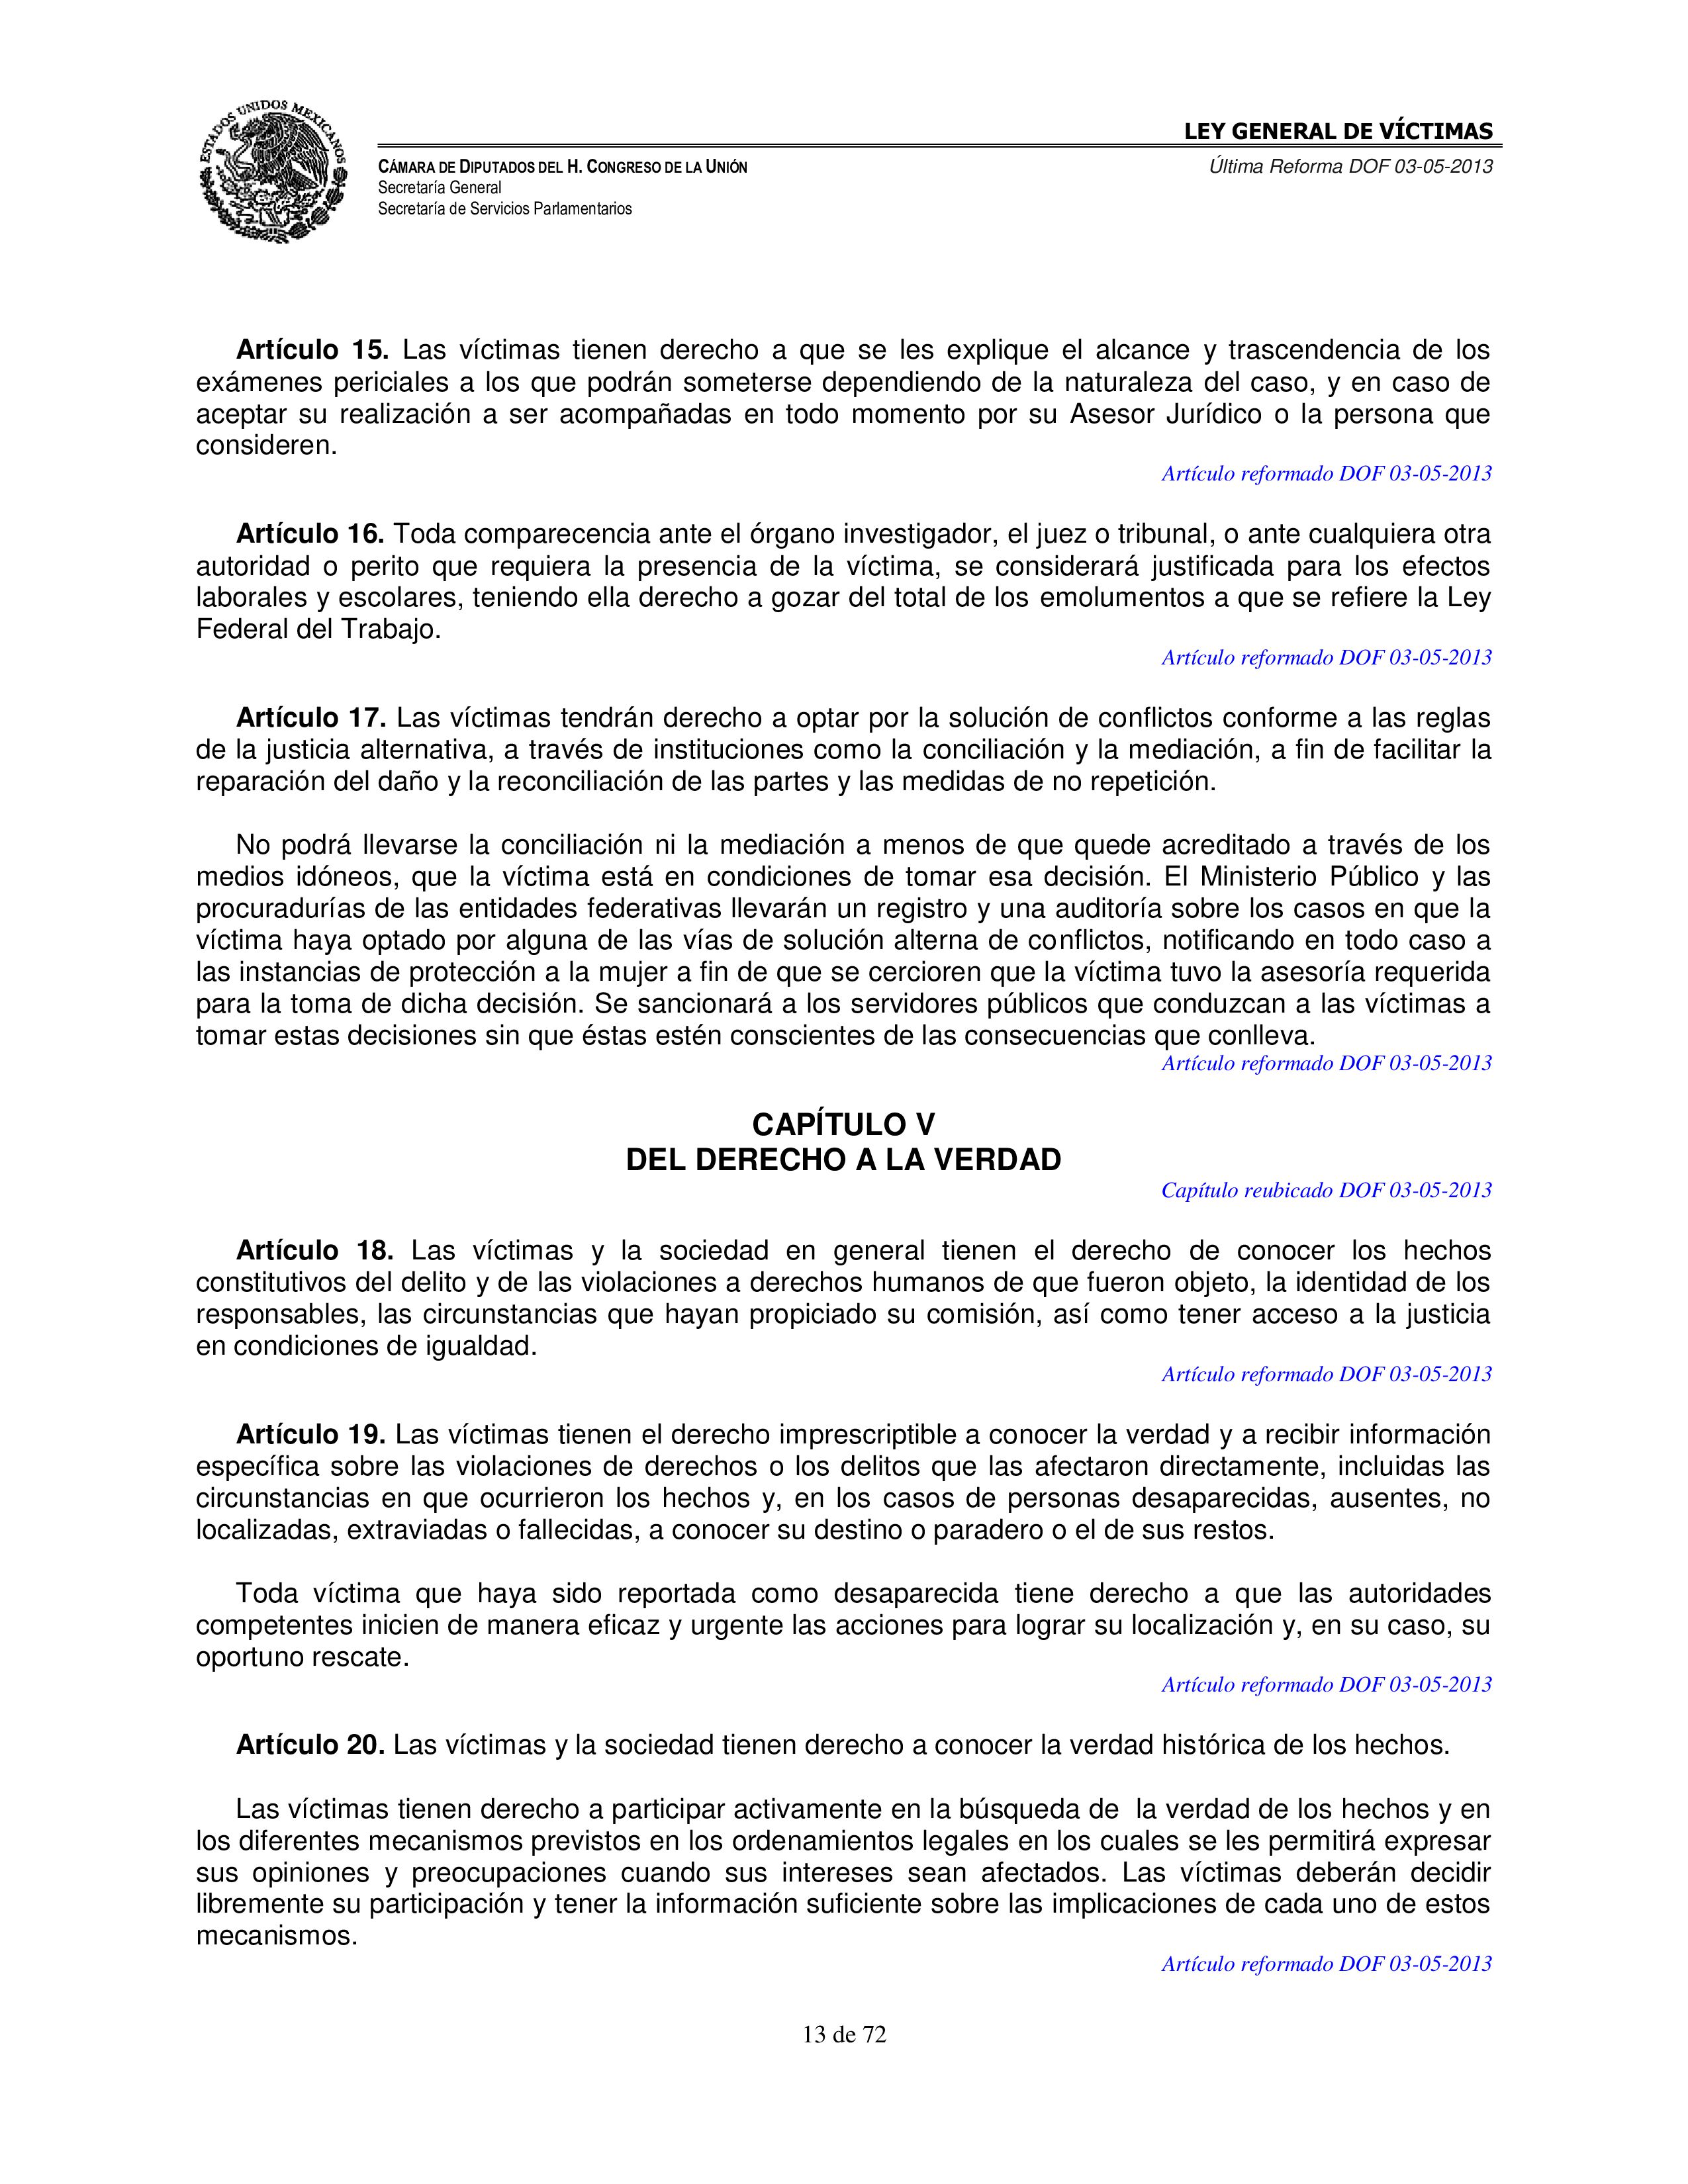 ESTADOS UNIDOS MEXICANOS
LEY GENERAL DE VÍCTIMAS
CÁMARA DE DIPUTADOS DEL H. CONGRESO DE LA UNIÓN
Última Reforma DOF 03-05-2013
Secretaría General
Secretaría de Servicios Parlamentarios
Artículo 15. Las víctimas tienen derecho a que se les explique el alcance y trascendencia de los
exámenes periciales a los que podrán someterse dependiendo de la naturaleza del caso, y en caso de
aceptar su realización a ser acompañadas en todo momento por su Asesor Jurídico o la persona que
consideren.
Artículo reformado DOF 03-05-2013
Artículo 16. Toda comparecencia ante el órgano investigador, el juez o tribunal, o ante cualquiera otra
autoridad o perito que requiera la presencia de la víctima, se considerará justificada para los efectos
laborales y escolares, teniendo ella derecho a gozar del total de los emolumentos a que se refiere la Ley
Federal del Trabajo.
Artículo reformado DOF 03-05-2013
Artículo 17. Las víctimas tendrán derecho a optar por la solución de conflictos conforme a las reglas
de la justicia alternativa, a través de instituciones como la conciliación y la mediación, a fin de facilitar la
reparación del daño y la reconciliación de las partes y las medidas de no repetición.
No podrá llevarse la conciliación ni la mediación a menos de que quede acreditado a través de los
medios idóneos, que la víctima está en condiciones de tomar esa decisión. El Ministerio Público y las
procuradurías de las entidades federativas llevarán un registro y una auditoría sobre los casos en que la
víctima haya optado por alguna de las vías de solución alterna de conflictos, notificando en todo caso a
las instancias de protección a la mujer a fin de que se cercioren que la víctima tuvo la asesoría requerida
para la toma de dicha decisión. Se sancionará a los servidores públicos que conduzcan a las víctimas a
tomar estas decisiones sin que éstas estén conscientes de las consecuencias que conlleva.
Artículo reformado DOF 03-05-2013
CAPÍTULO V
DEL DERECHO A LA VERDAD
Capítulo reubicado DOF 03-05-2013
Artículo 18. Las víctimas y la sociedad en general tienen el derecho de conocer los hechos
constitutivos del delito y de las violaciones a derechos humanos de que fueron objeto, la identidad de los
responsables, las circunstancias que hayan propiciado su comisión, así como tener acceso a la justicia
en condiciones de igualdad.
Artículo reformado DOF 03-05-2013
Artículo 19. Las víctimas tienen el derecho imprescriptible a conocer la verdad y a recibir información
específica sobre las violaciones de derechos o los delitos que las afectaron directamente, incluidas las
circunstancias en que ocurrieron los hechos y, en los casos de personas desaparecidas, ausentes, no
localizadas, extraviadas o fallecidas, a conocer su destino o paradero o el de sus restos.
Toda víctima que haya sido reportada como desaparecida tiene derecho a que las autoridades
competentes inicien de manera eficaz y urgente las acciones para lograr su localización y, en su caso, su
oportuno rescate.
Artículo reformado DOF 03-05-2013
Artículo 20. Las víctimas y la sociedad tienen derecho a conocer la verdad histórica de los hechos.
Las víctimas tienen derecho a participar activamente en la búsqueda de  la verdad de los hechos y en
los diferentes mecanismos previstos en los ordenamientos legales en los cuales se les permitirá expresar
sus opiniones y preocupaciones cuando sus intereses sean afectados. Las víctimas deberán decidir
libremente su participación y tener la información suficiente sobre las implicaciones de cada uno de estos
mecanismos.
Artículo reformado DOF 03-05-2013
13 de 72